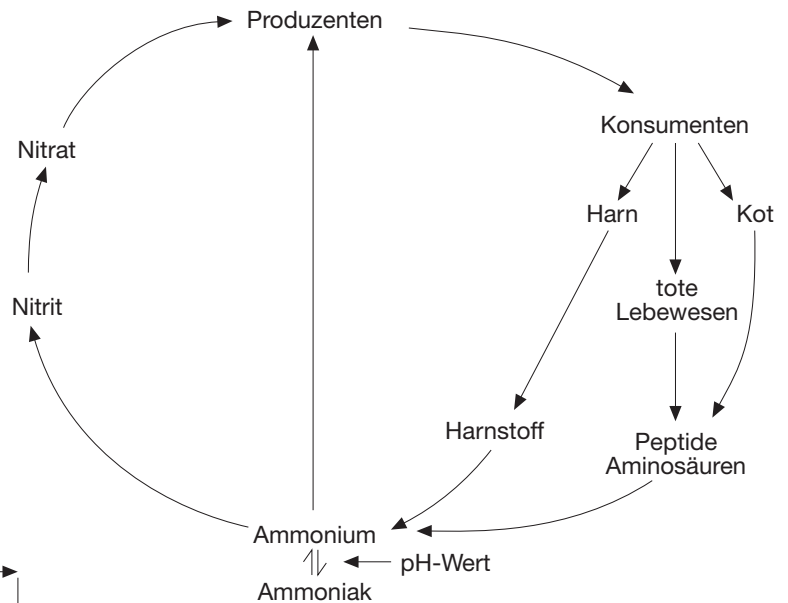 Produzenten
Konsumenten
Nitrat
Harn
Kot
tote
Lebewesen
Nitrit
Harnstoff
Peptide
Aminosäuren
Ammonium
pH-Wert
Ammoniak